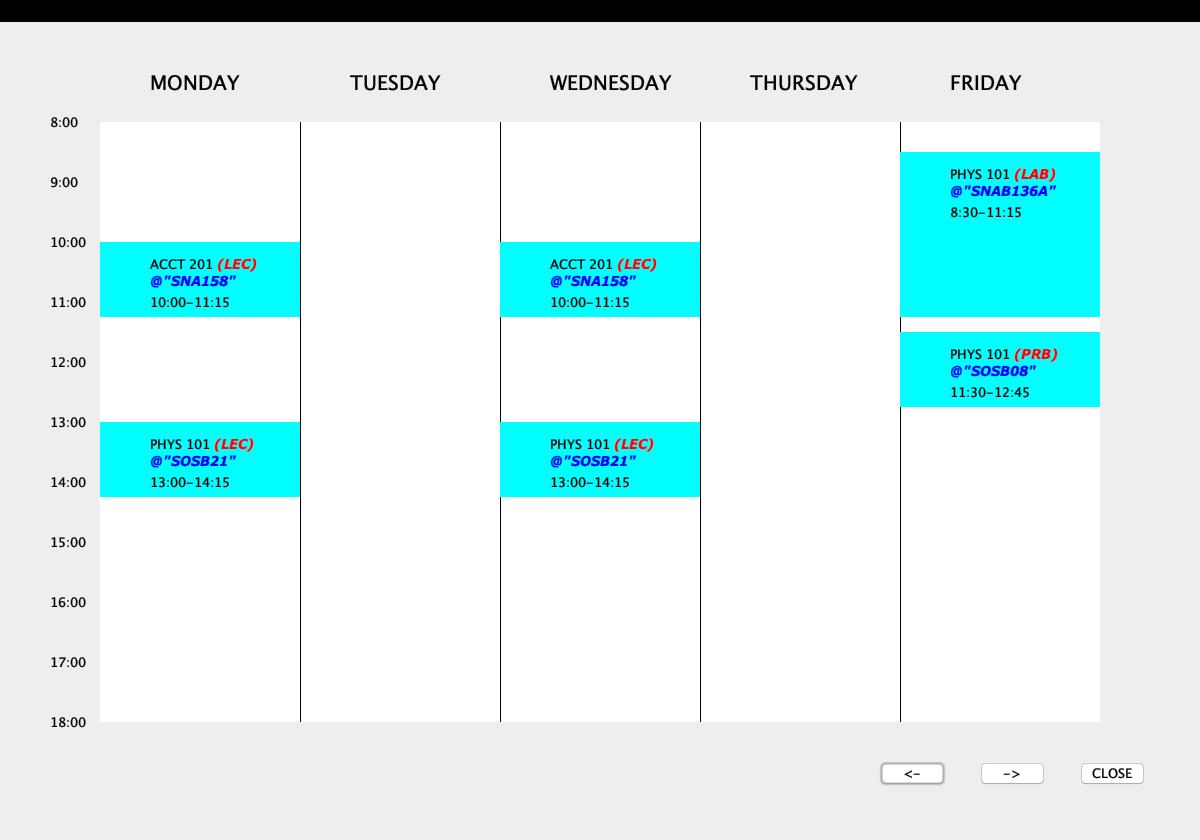 MONDAY TUESDAY WEDNESDAY THURSDAY FRIDAY
8:00
PHYS 101 (LAB)
@"SNAB136A"
8:30-11:15
9:00
10:00
ACCT 201 (LEC)
@"SNA158"
10:00-11:15
ACCT 201 (LEC)
@"SNA158"
10:00-11:15
11:00
PHYS 101 (PRB)
@"SOSB08"
11:30-12:45
12:00
13:00
PHYS 101 (LEC)
@"SOSB21"
13:00-14:15
PHYS 101 (LEC)
@"SOSB21"
13:00-14:15
14:00
15:00
16:00
17:00
18:00
<- -> CLOSE